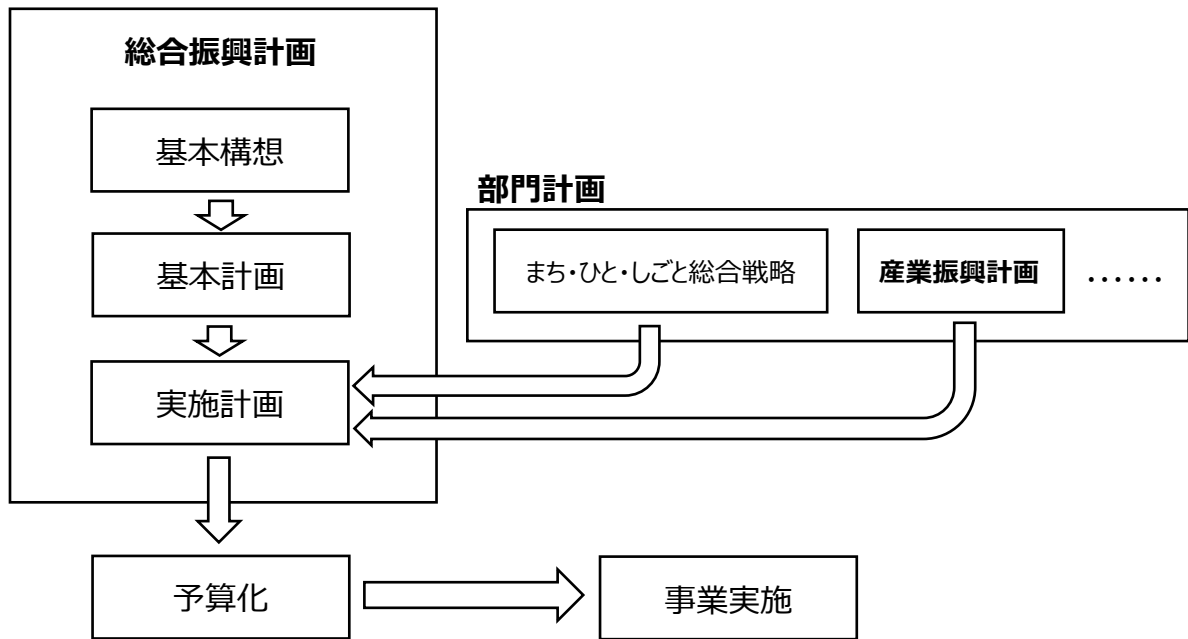 総合振興計画
基本構想
基本計画
実施計画
部門計画
まち・ひと・しごと総合戦略
産業振興計画
……
予算化
事業実施